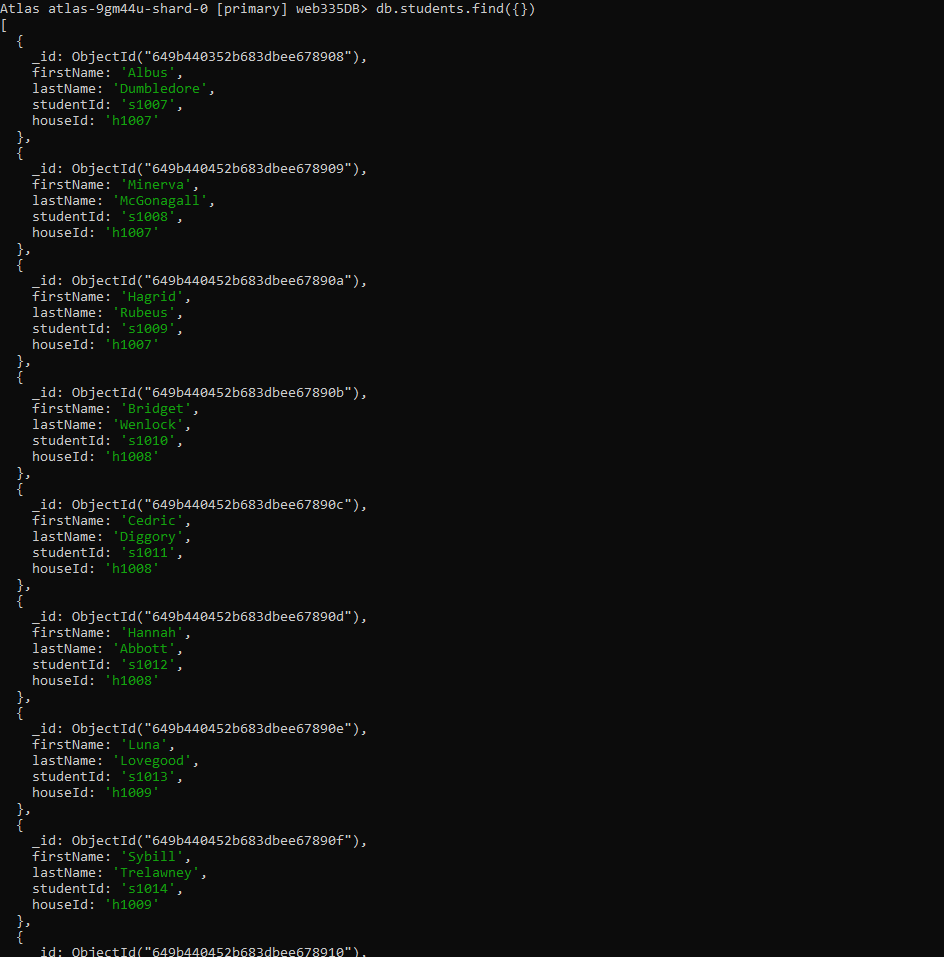 Atlas atlas-9gm44u-shard-0 [primary] web335DB> db.students.find({})
[
  {
    _id: ObjectId("649b440352b683dbee678908"),
    firstName: 'Albus',
    lastName: 'Dumbledore',
    studentId: 's1007',
    houseId: 'h1007'
  },
  {
    _id: ObjectId("649b440452b683dbee678909"),
    firstName: 'Minerva',
    lastName: 'McGonagall',
    studentId: 's1008',
    houseId: 'h1007'
  },
  {
    _id: ObjectId("649b440452b683dbee67890a"),
    firstName: 'Hagrid',
    lastName: 'Rubeus',
    studentId: 's1009',
    houseId: 'h1007'
  },
  {
    _id: ObjectId("649b440452b683dbee67890b"),
    firstName: 'Bridget',
    lastName: 'Wenlock',
    studentId: 's1010',
    houseId: 'h1008'
  },
  {
    _id: ObjectId("649b440452b683dbee67890c"),
    firstName: 'Cedric',
    lastName: 'Diggory',
    studentId: 's1011',
    houseId: 'h1008'
  },
  {
    _id: ObjectId("649b440452b683dbee67890d"),
    firstName: 'Hannah',
    lastName: 'Abbott',
    studentId: 's1012',
    houseId: 'h1008'
  },
  {
    _id: ObjectId("649b440452b683dbee67890e"),
    firstName: 'Luna',
    lastName: 'Lovegood',
    studentId: 's1013',
    houseId: 'h1009'
  },
  {
    _id: ObjectId("649b440452b683dbee67890f"),
    firstName: 'Sybill',
    lastName: 'Trelawney',
    studentId: 's1014',
    houseId: 'h1009'
  },
  {
    _id: ObjectId("649b440452b683dbee678910"),